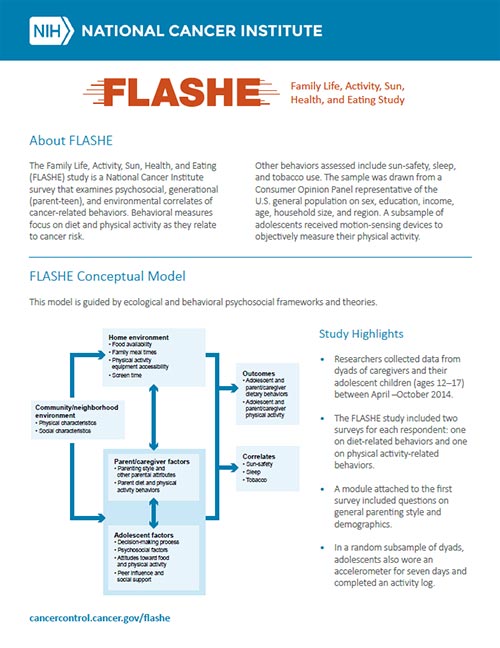 NIH NATIONAL CANCER INSTITUTE
FLASHE
Family Life, Activity, Sun,
Health, and Eating Study
About FLASHE
The Family Life, Activity, Sun, Health, and Eating
(FLASHE) study is a National Cancer Institute
survey that examines psychosocial, generational
(parent-teen), and environmental correlates of
cancer-related behaviors. Behavioral measures
focus on diet and physical activity as they relate
to cancer risk.
Other behaviors assessed include sun-safety, sleep,
and tobacco use. The sample was drawn from a
Consumer Opinion Panel representative of the
U.S. general population on sex, education, income,
age, household size, and region. A subsample of
adolescents received motion-sensing devices to
objectively measure their physical activity.
FLASHE Conceptual Model
This model is guided by ecological and behavioral psychosocial frameworks and theories.
Home environment
• Food availability
• Family meal times
• Physical activity
equipment accessibility
• Screen time
Community/neighborhood
environment
• Physical characteristics
• Social characteristics
Parent/caregiver factors
• Parenting style and
other parental attributes
• Parent diet and physical
activity behaviors
Adolescent factors
• Decision-making process
• Psychosocial factors
• Attitudes toward food
and physical activity
• Peer influence and
social support
Outcomes
• Adolescent and
parent/caregiver
dietary behaviors
• Adolescent and
parent/caregiver
physical activity
Correlates
• Sun-safety
• Sleep
• Tobacco
Study Highlights
• Researchers collected data from
dyads of caregivers and their
adolescent children (ages 12–17)
between April –October 2014.
• The FLASHE study included two
surveys for each respondent: one
on diet-related behaviors and one
on physical activity-related
behaviors.
• A module attached to the first
survey included questions on
general parenting style and
demographics.
• In a random subsample of dyads,
adolescents also wore an
accelerometer for seven days and
completed an activity log.
cancercontrol.cancer.gov/flashe